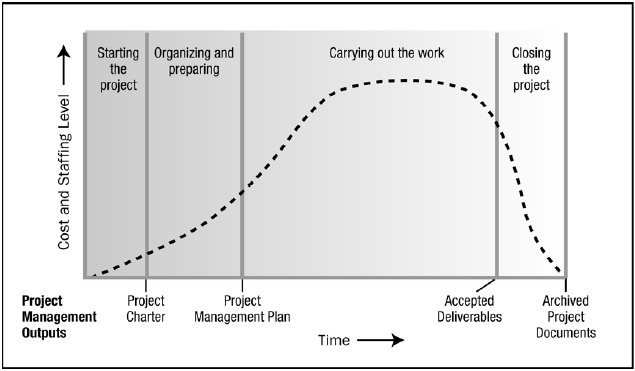 Starting the project
Organizing and preparing
Carrying out the work
Closing the project
Cost and Staffing Level
Project Management Outputs
Project Charter
Project Management Plan
Accepted Deliverables
Archived Project Documents
Time